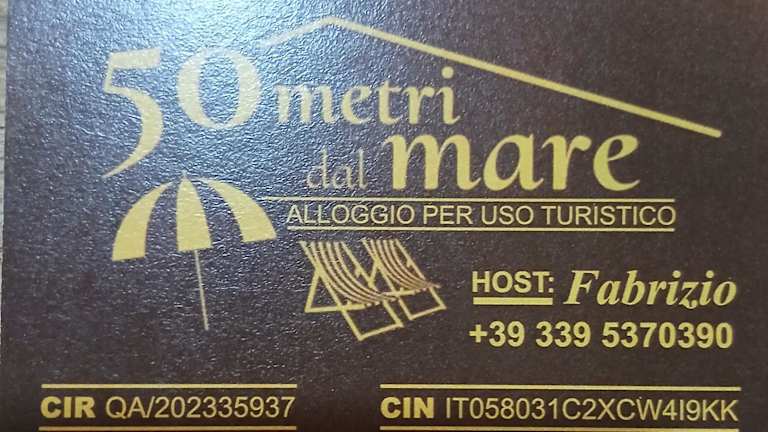 50 metri
dal mare
ALLOGGIO PER USO TURISTICO
HOST: Fabrizio
+39 339 5370390
CIR QA/202335937
CIN IT058031C2XCW4I9KK